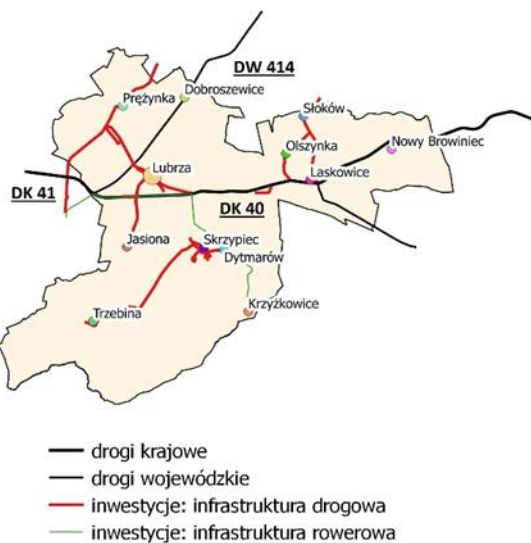 DW 414
Prężynka
Dobroszewice
Słoków
Olszynka
Nowy Browiniec
Lubrza
Laskowice
DK 41
DK 40
Jasiona
Skrzypiec
Dytmarów
Trzebina
Krzyżkowice
drogi krajowe
drogi wojewódzkie
inwestycje: infrastruktura drogowa
inwestycje: infrastruktura rowerowa